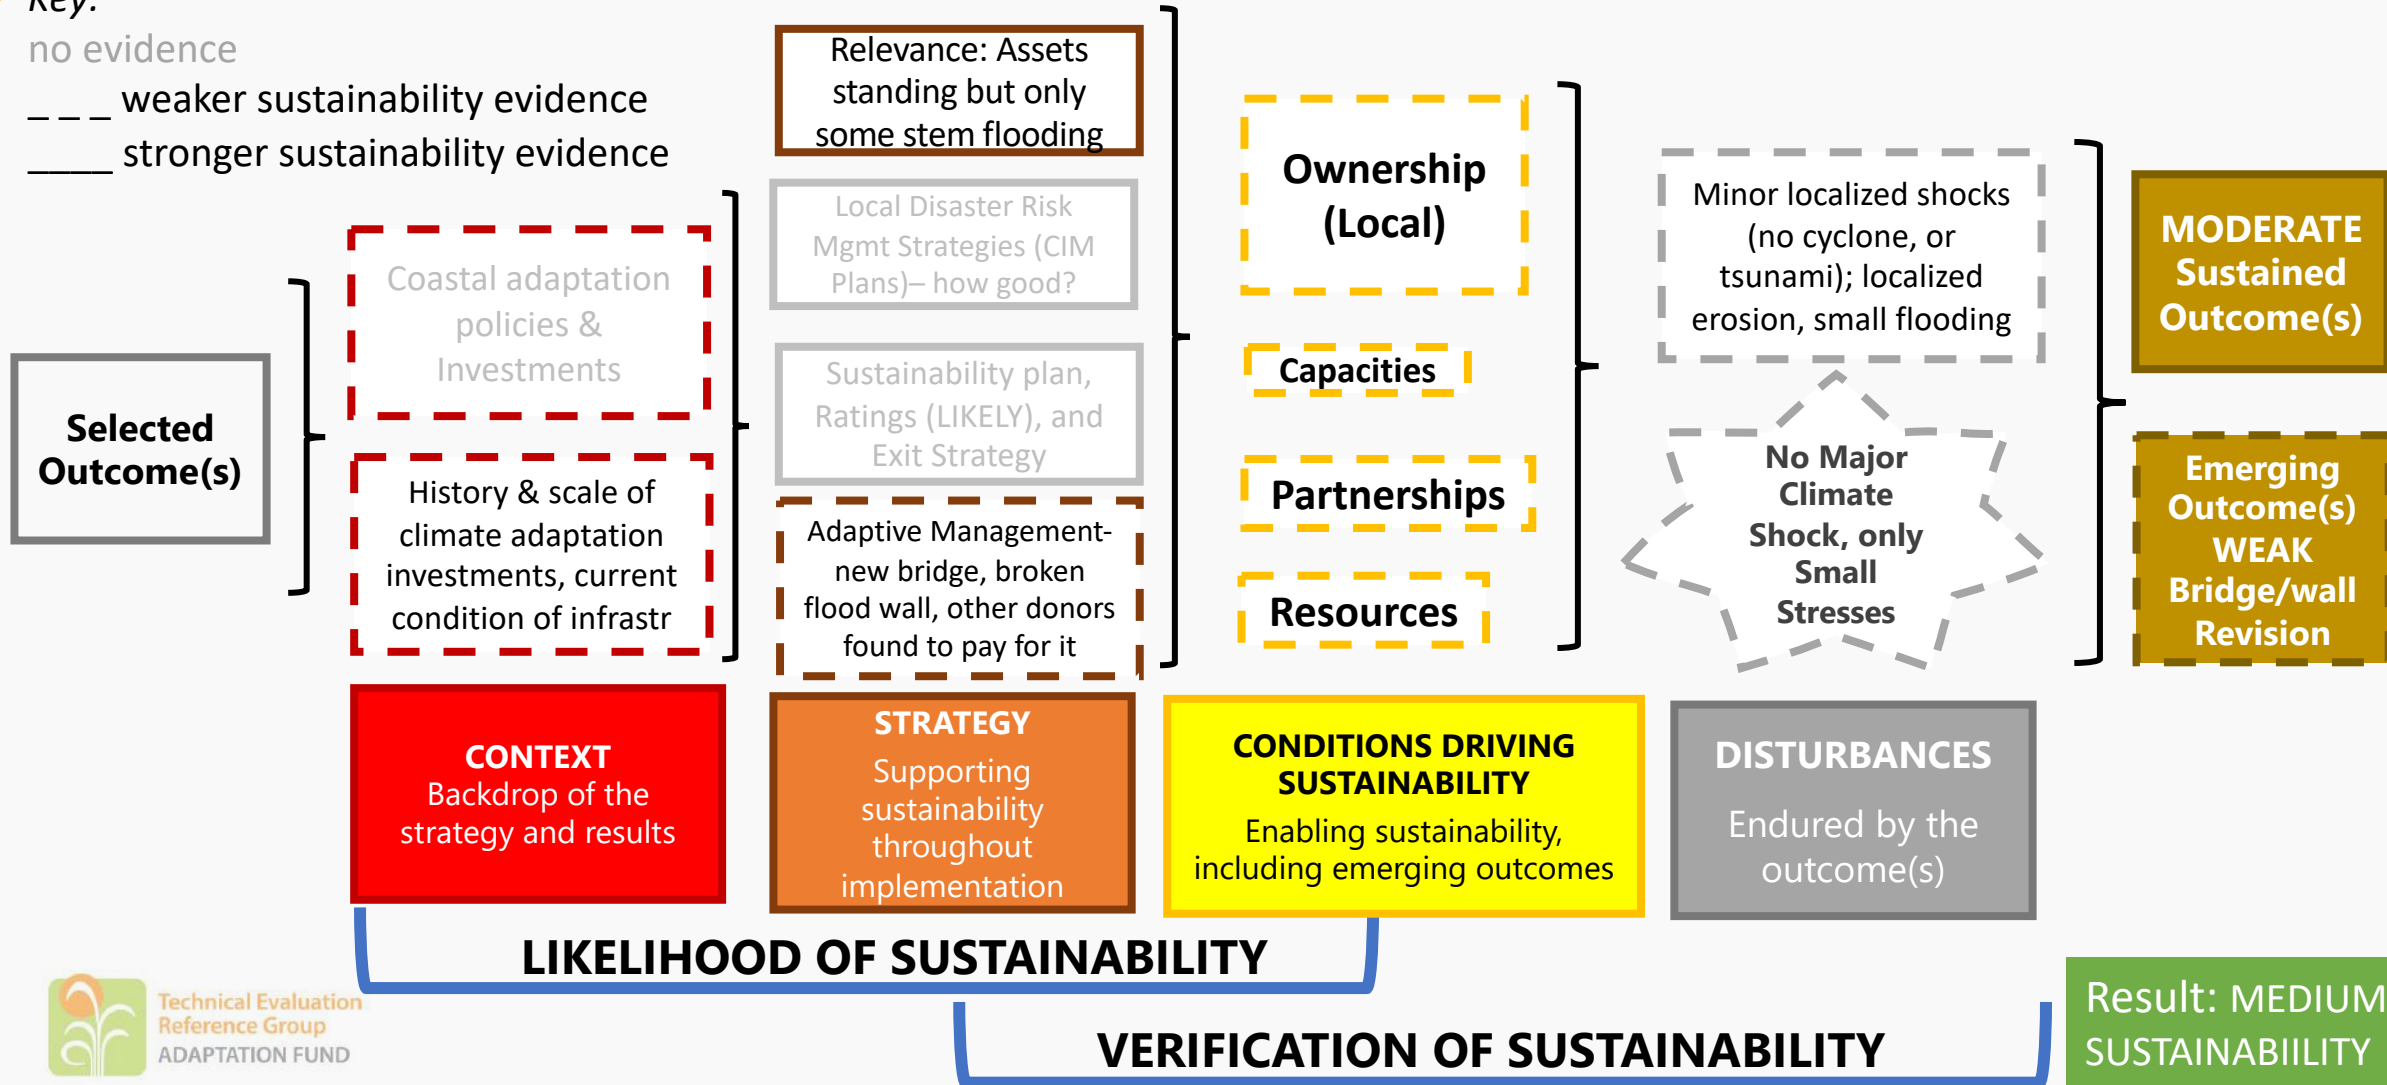 Key:
no evidence
_ _ _ weaker sustainability evidence
____ stronger sustainability evidence
Selected
Outcome(s)
Coastal adaptation
policies &
Investments
History & scale of
climate adaptation
investments, current
condition of infrastr
CONTEXT
Backdrop of the
strategy and results
Relevance: Assets
standing but only
some stem flooding
Local Disaster Risk
Mgmt Strategies (CIM
Plans)– how good?
Sustainability plan,
Ratings (LIKELY), and
Exit Strategy
Adaptive Management-
new bridge, broken
flood wall, other donors
found to pay for it
STRATEGY
Supporting
sustainability
throughout
implementation
Ownership
(Local)
Capacities
Partnerships
Resources
CONDITIONS DRIVING
SUSTAINABILITY
Enabling sustainability,
including emerging outcomes
Minor localized shocks
(no cyclone, or
tsunami); localized
erosion, small flooding
No Major
Climate
Shock, only
Small
Stresses
DISTURBANCES
Endured by the
outcome(s)
MODERATE
Sustained
Outcome(s)
Emerging
Outcome(s)
WEAK
Bridge/wall
Revision
LIKELIHOOD OF SUSTAINABILITY
VERIFICATION OF SUSTAINABILITY
Technical Evaluation
Reference Group
ADAPTATION FUND
Result: MEDIUM
SUSTAINABIILITY